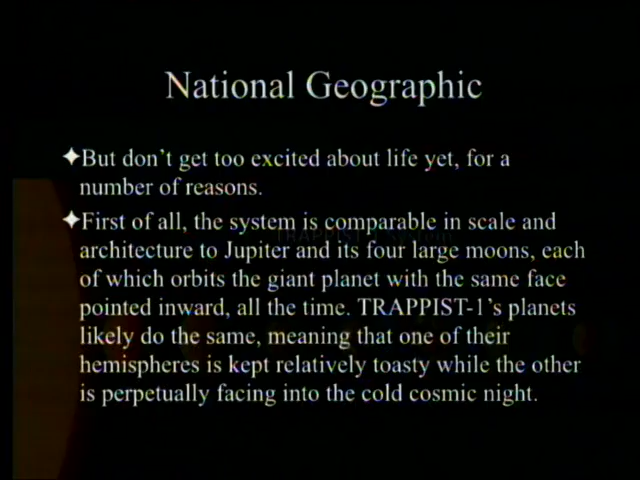 National Geographic
✦But don't get too excited about life yet, for a
number of reasons.
✦First of all, the system is comparable in scale and
architecture to Jupiter and its four large moons, each
of which orbits the giant planet with the same face
pointed inward, all the time. TRAPPIST-1's planets
likely do the same, meaning that one of their
hemispheres is kept relatively toasty while the other
is perpetually facing into the cold cosmic night.